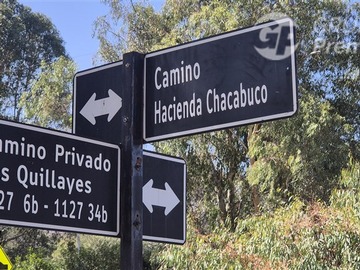 Camino
Hacienda Chacabuco
amino Privado
s Quillayes
27 6b - 1127 34b